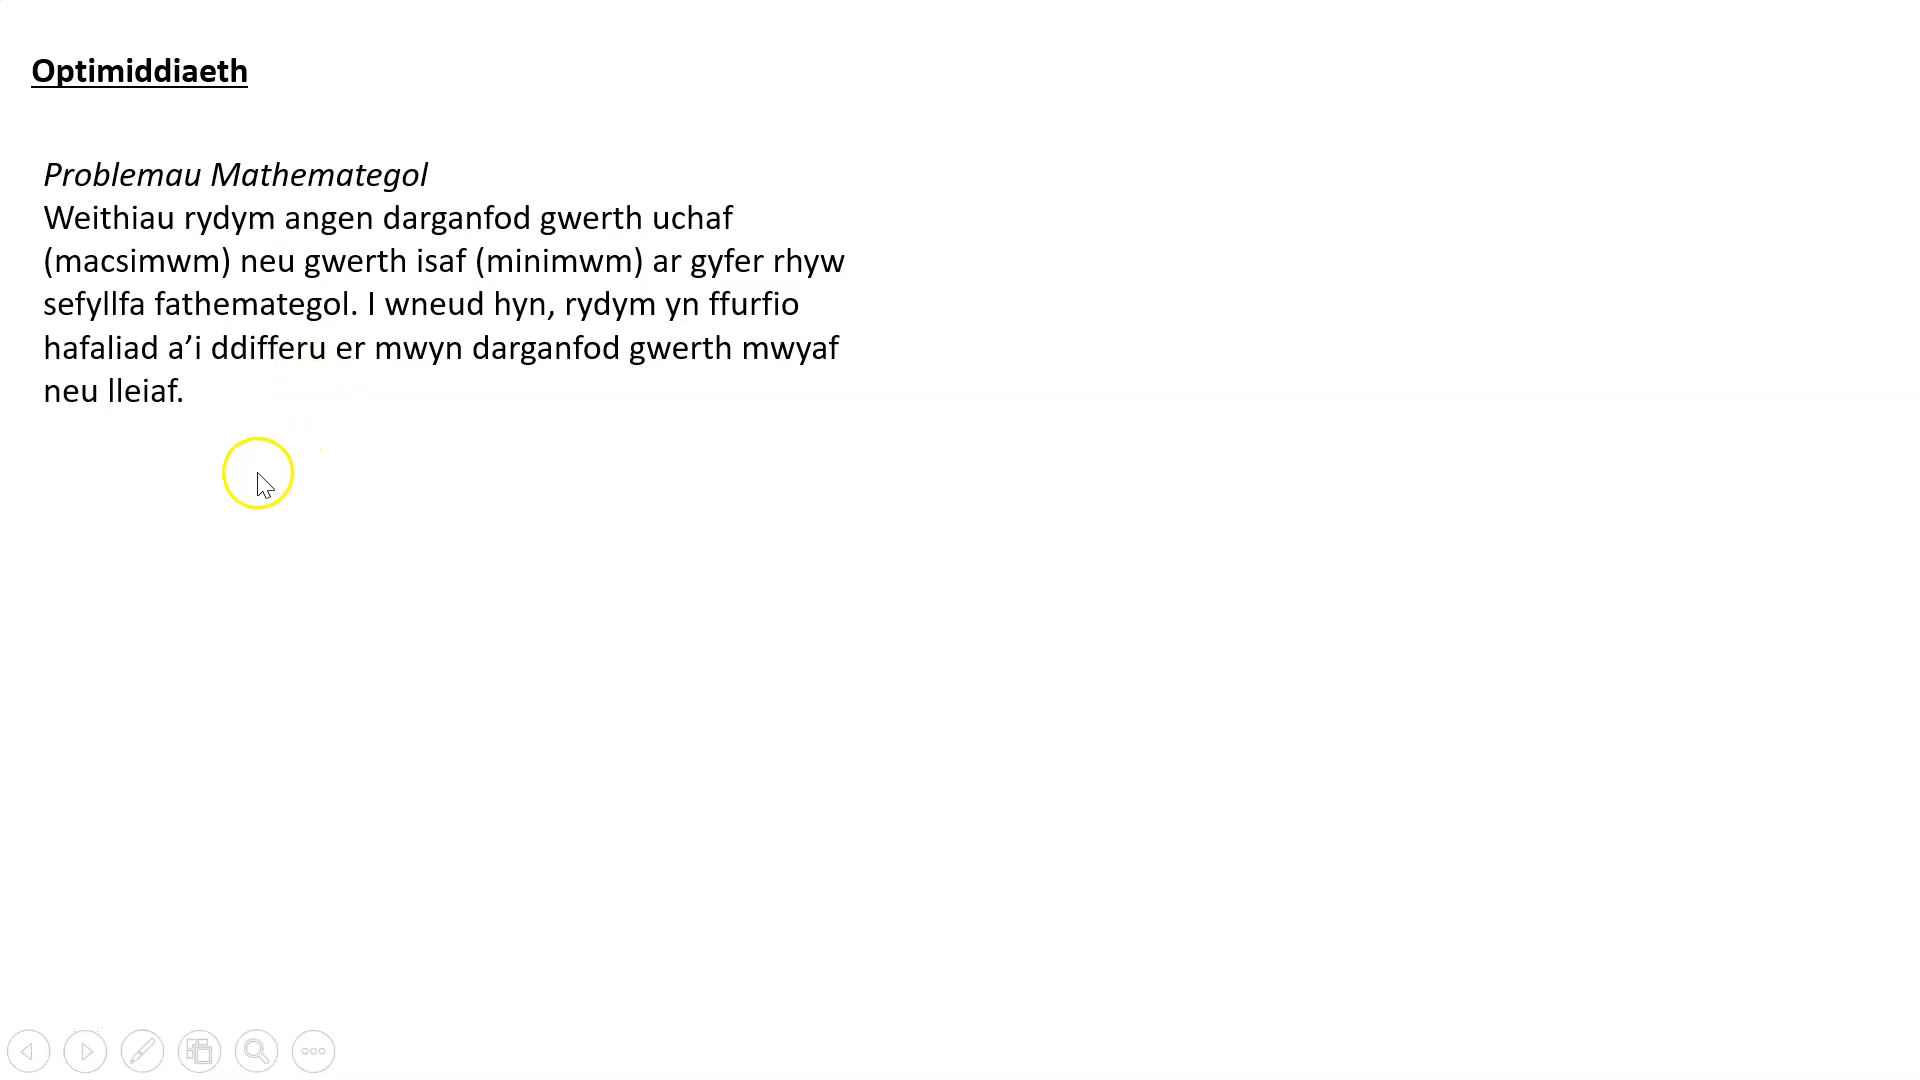 Optimiddiaeth
Problemau Mathemategol
Weithiau rydym angen darganfod gwerth uchaf
(macsimwm) neu gwerth isaf (minimwm) ar gyfer rhyw
sefyllfa fathemategol. I wneud hyn, rydym yn ffurfio
hafaliad a’i ddifferu er mwyn darganfod gwerth mwyaf
neu lleiaf.